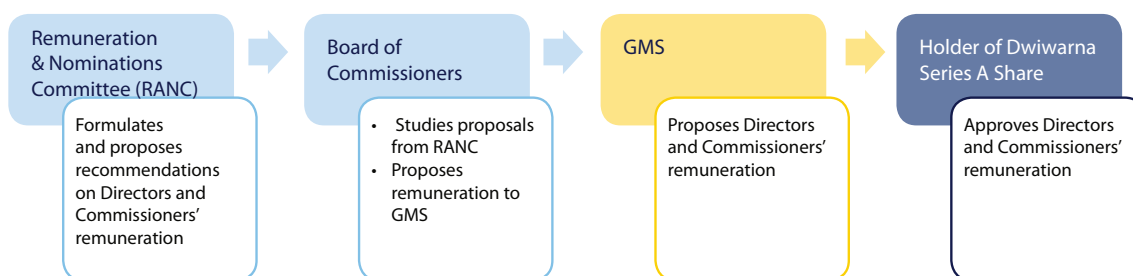 Remuneration
& Nominations
Committee (RANC)
Formulates
and proposes
recommendations
on Directors and
Commissioners’
remuneration
Board of
Commissioners
• Studies proposals
from RANC
• Proposes
remuneration to
GMS
GMS
Proposes Directors
and Commissioners’
remuneration
Holder of Dwiwarna
Series A Share
Approves Directors
and Commissioners’
remuneration